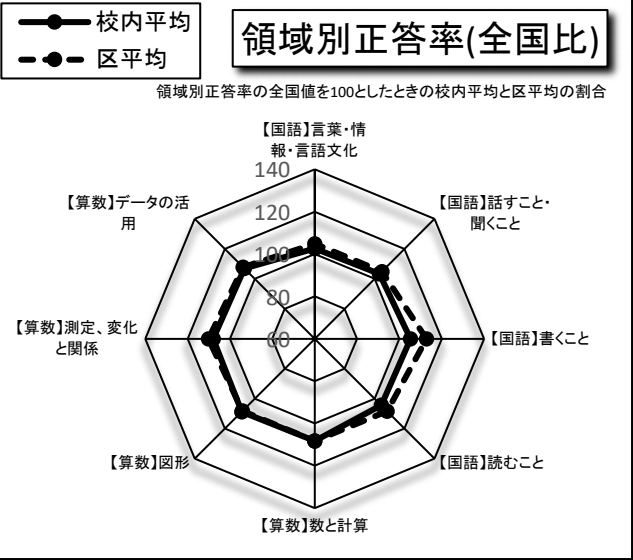 校内平均
区平均
領域別正答率(全国比)
領域別正答率の全国値を100としたときの校内平均と区平均の割合
【国語】言葉・情
報・言語文化
【国語】話すこと・
聞くこと
【国語】書くこと
【国語】読むこと
【算数】数と計算
【算数】図形
【算数】測定、変化
と関係
【算数】データの活
用
140
120
100
80
60